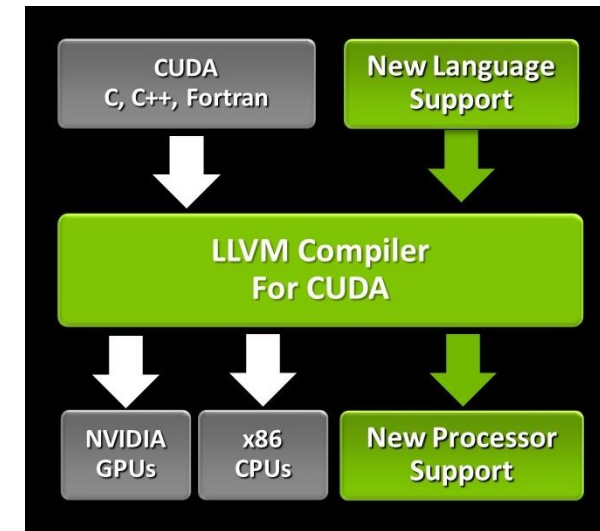 CUDA
C, C++, Fortran
New Language
Support
LLVM Compiler
For CUDA
NVIDIA
GPUs
x86
CPUs
New Processor
Support